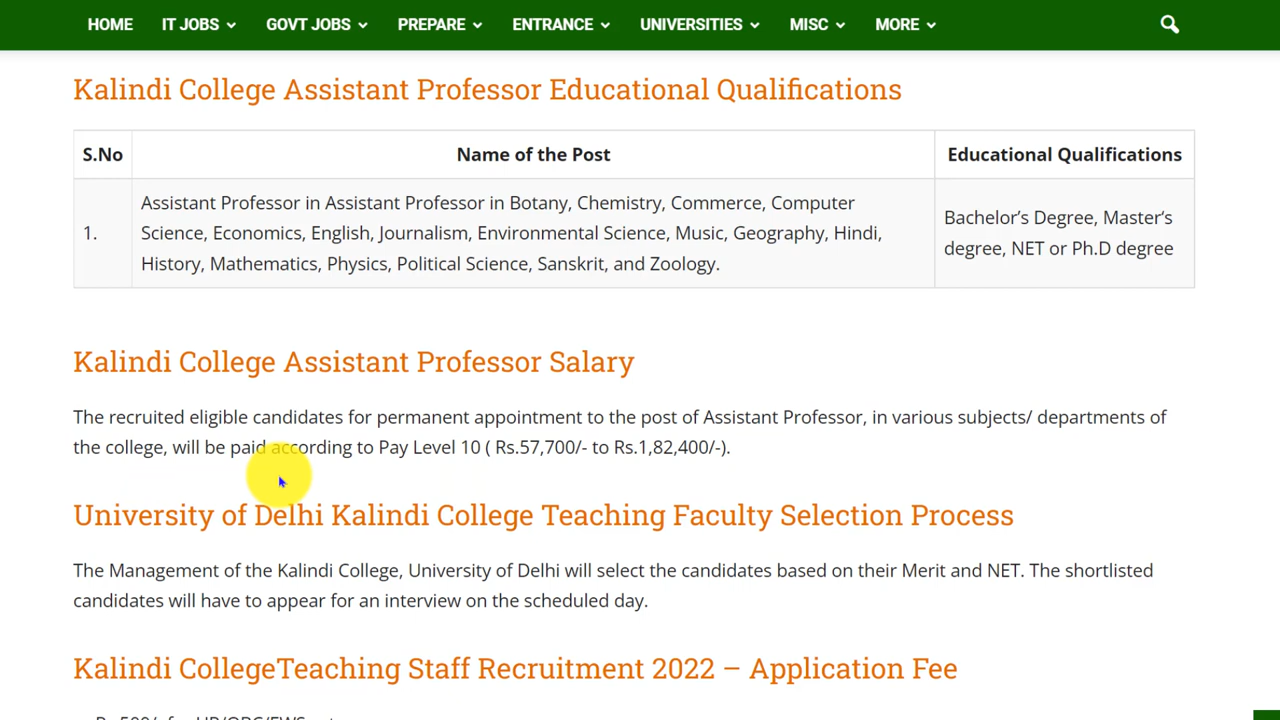 HOME IT JOBS GOVT JOBS PREPARE ENTRANCE UNIVERSITIES MISC MORE
Kalindi College Assistant Professor Educational Qualifications
S.No Name of the Post Educational Qualifications
1. Assistant Professor in Assistant Professor in Botany, Chemistry, Commerce, Computer
Science, Economics, English, Journalism, Environmental Science, Music, Geography, Hindi,
History, Mathematics, Physics, Political Science, Sanskrit, and Zoology.
Bachelor’s Degree, Master’s
degree, NET or Ph.D degree
Kalindi College Assistant Professor Salary
The recruited eligible candidates for permanent appointment to the post of Assistant Professor, in various subjects/ departments of
the college, will be paid according to Pay Level 10 ( Rs.57,700/- to Rs.1,82,400/-).
University of Delhi Kalindi College Teaching Faculty Selection Process
The Management of the Kalindi College, University of Delhi will select the candidates based on their Merit and NET. The shortlisted
candidates will have to appear for an interview on the scheduled day.
Kalindi CollegeTeaching Staff Recruitment 2022 – Application Fee